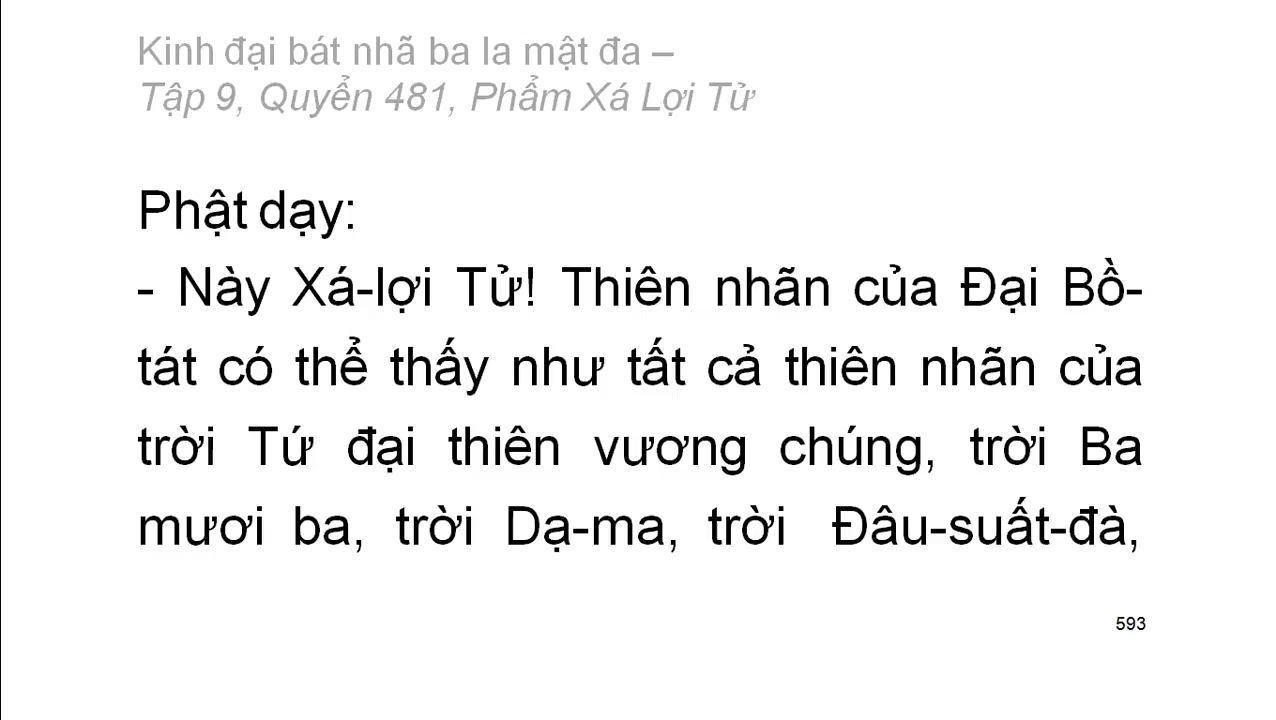 Kinh đại bát nhã ba la mật đa –
Tập 9, Quyển 481, Phẩm Xá Lợi Tử
Phật dạy:
- Này Xá-lợi Tử! Thiên nhãn của Đại Bồ-
tát có thể thấy như tất cả thiên nhãn của
trời Tứ đại thiên vương chúng, trời Ba
mươi ba, trời Dạ-ma, trời Đâu-suất-đà,
593